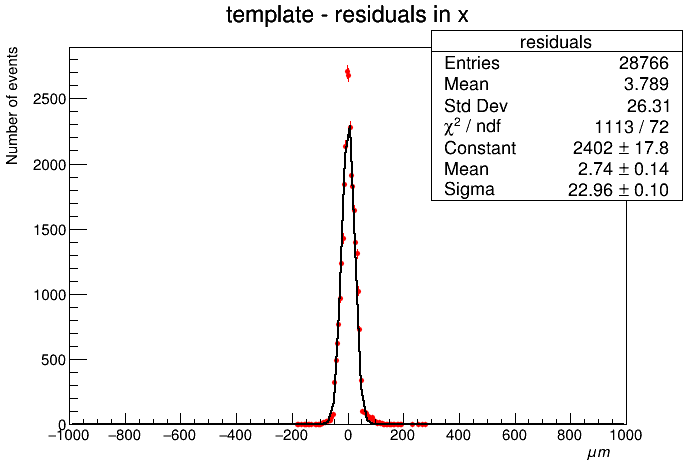 template - residuals in x
residuals
Entries 28766
Mean 3.789
Std Dev 26.31
χ² / ndf 1113 / 72
Constant 2402 ± 17.8
Mean 2.74 ± 0.14
Sigma 22.96 ± 0.10
Number of events
2500
2000
1500
1000
500
0
−1000 −800 −600 −400 −200 0 200 400 600 800 1000
μm